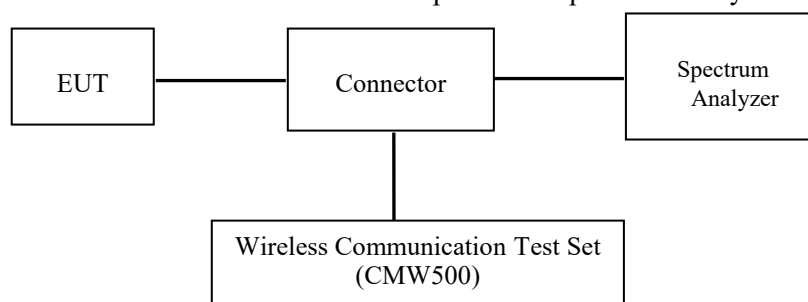 EUT
Connector
Spectrum
Analyzer
Wireless Communication Test Set
(CMW500)